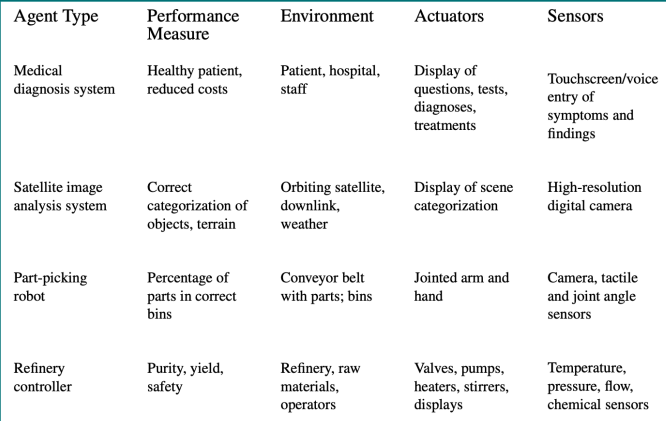 Agent Type Performance Measure Environment Actuators Sensors
Medical diagnosis system
Healthy patient, reduced costs
Patient, hospital, staff
Display of questions, tests, diagnoses, treatments
Touchscreen/voice entry of symptoms and findings
Satellite image analysis system
Correct categorization of objects, terrain
Orbiting satellite, downlink, weather
Display of scene categorization
High-resolution digital camera
Part-picking robot
Percentage of parts in correct bins
Conveyor belt with parts; bins
Jointed arm and hand
Camera, tactile and joint angle sensors
Refinery controller
Purity, yield, safety
Refinery, raw materials, operators
Valves, pumps, heaters, stirrers, displays
Temperature, pressure, flow, chemical sensors